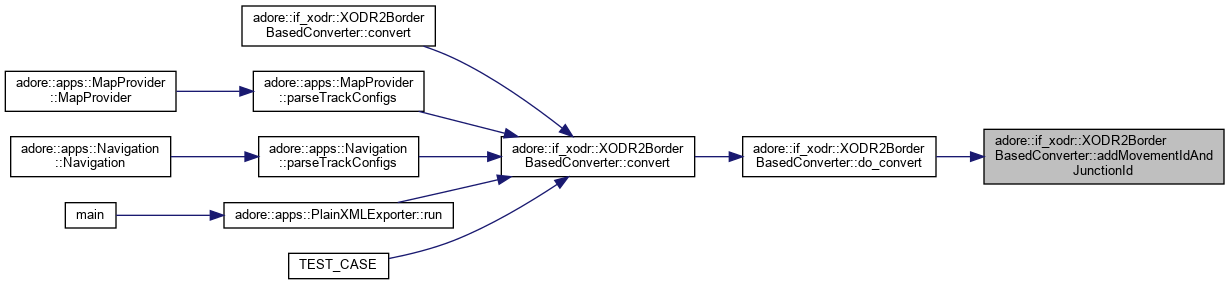 adore::if_xodr::XODR2Border
BasedConverter::convert
adore::apps::MapProvider
::MapProvider
adore::apps::MapProvider
::parseTrackConfigs
adore::apps::Navigation
::Navigation
adore::apps::Navigation
::parseTrackConfigs
main
adore::apps::PlainXMLExporter::run
TEST_CASE
adore::if_xodr::XODR2Border
BasedConverter::convert
adore::if_xodr::XODR2Border
BasedConverter::do_convert
adore::if_xodr::XODR2Border
BasedConverter::addMovementIdAnd
JunctionId